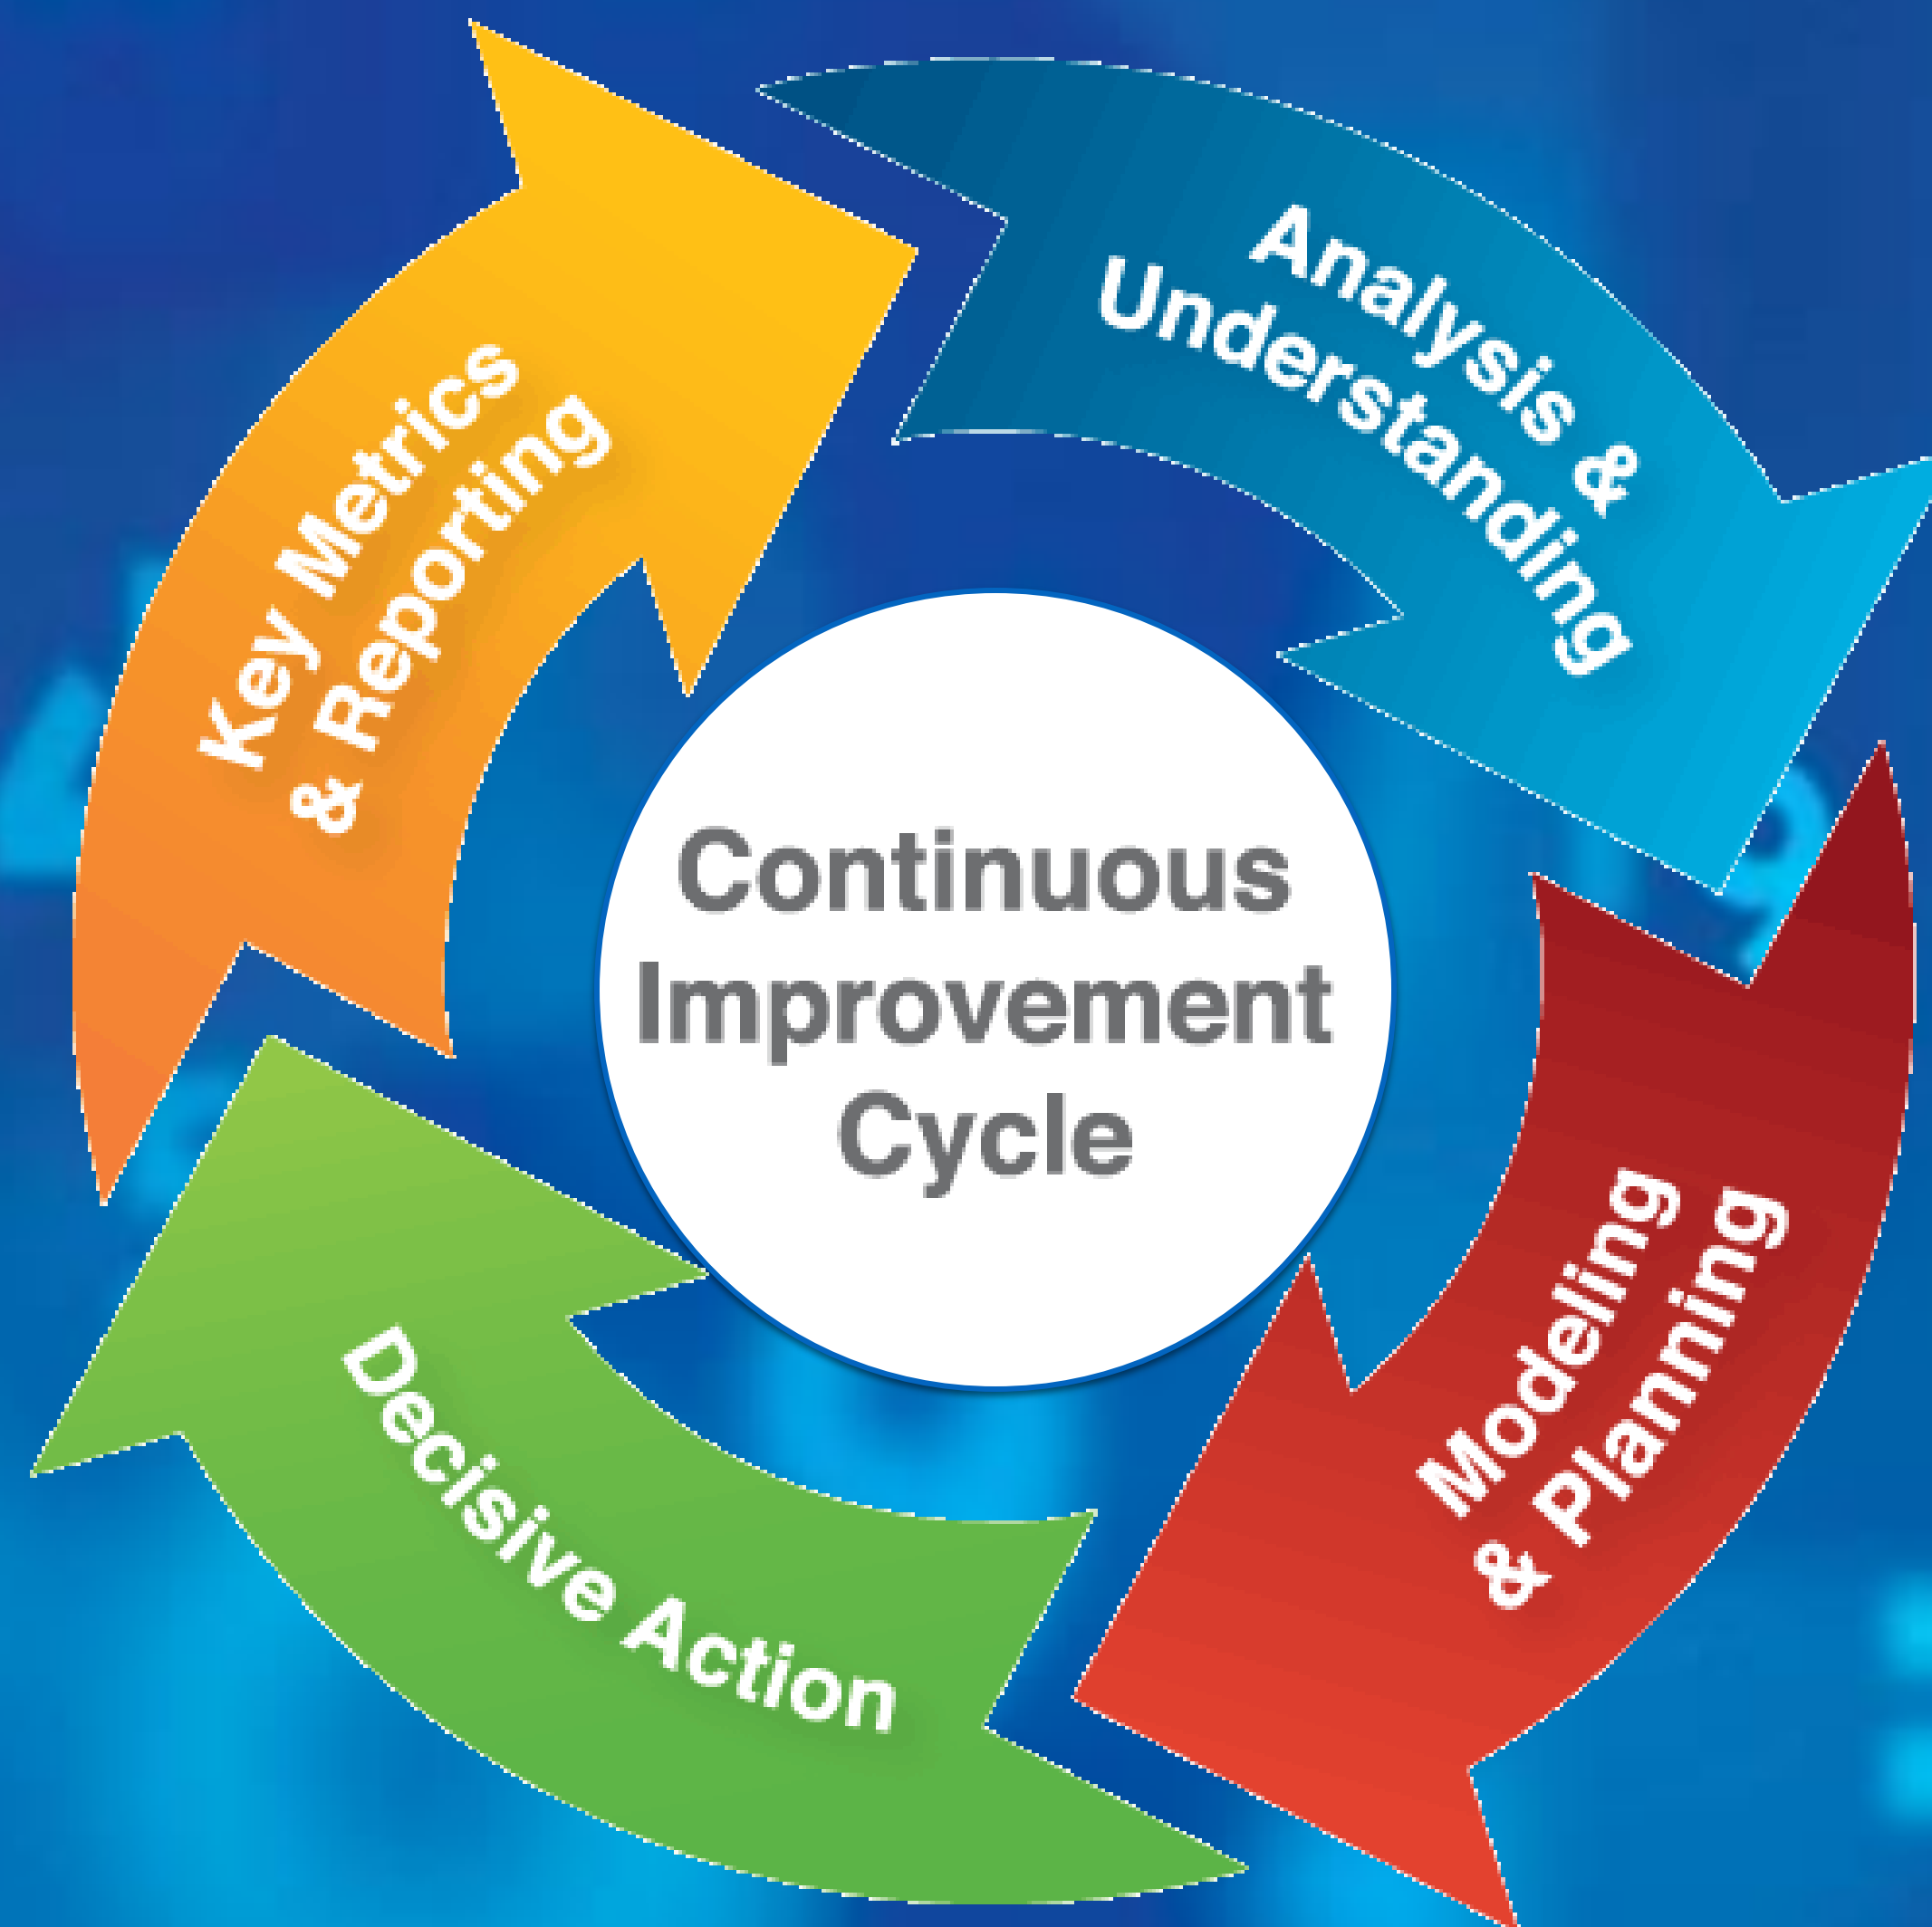 Analysis &
Understanding
Key Metrics
& Reporting
Continuous
Improvement
Cycle
Modeling
& Planning
Decisive Action